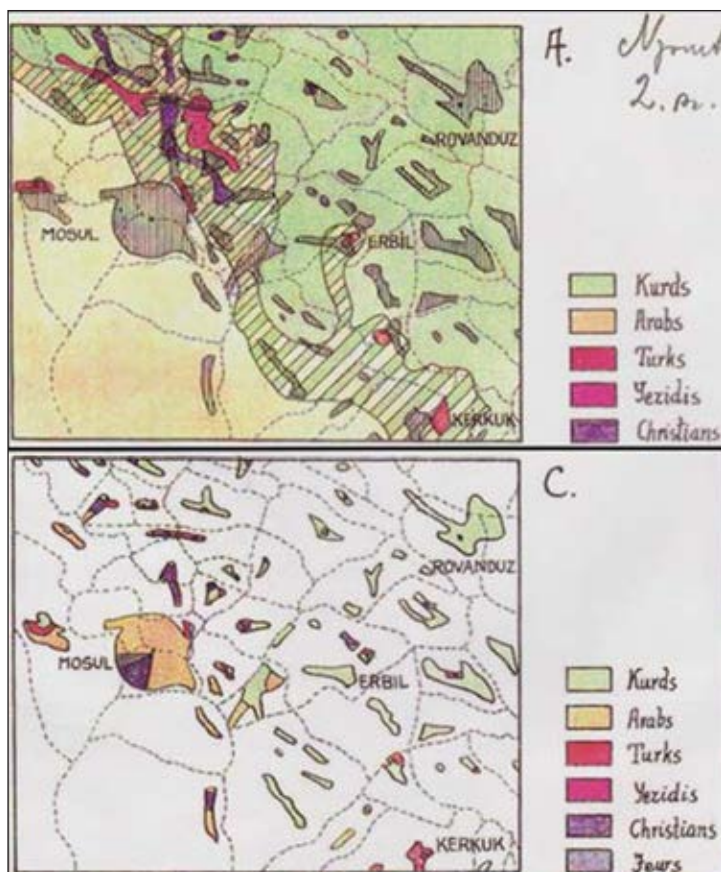 A.
2.
ROVANDUZ
MOSUL
ERBIL
KERKUK
Kurds
Arabs
Turks
Yezidis
Christians
C.
ROVANDUZ
MOSUL
ERBIL
KERKUK
Kurds
Arabs
Turks
Yezidis
Christians
Jews